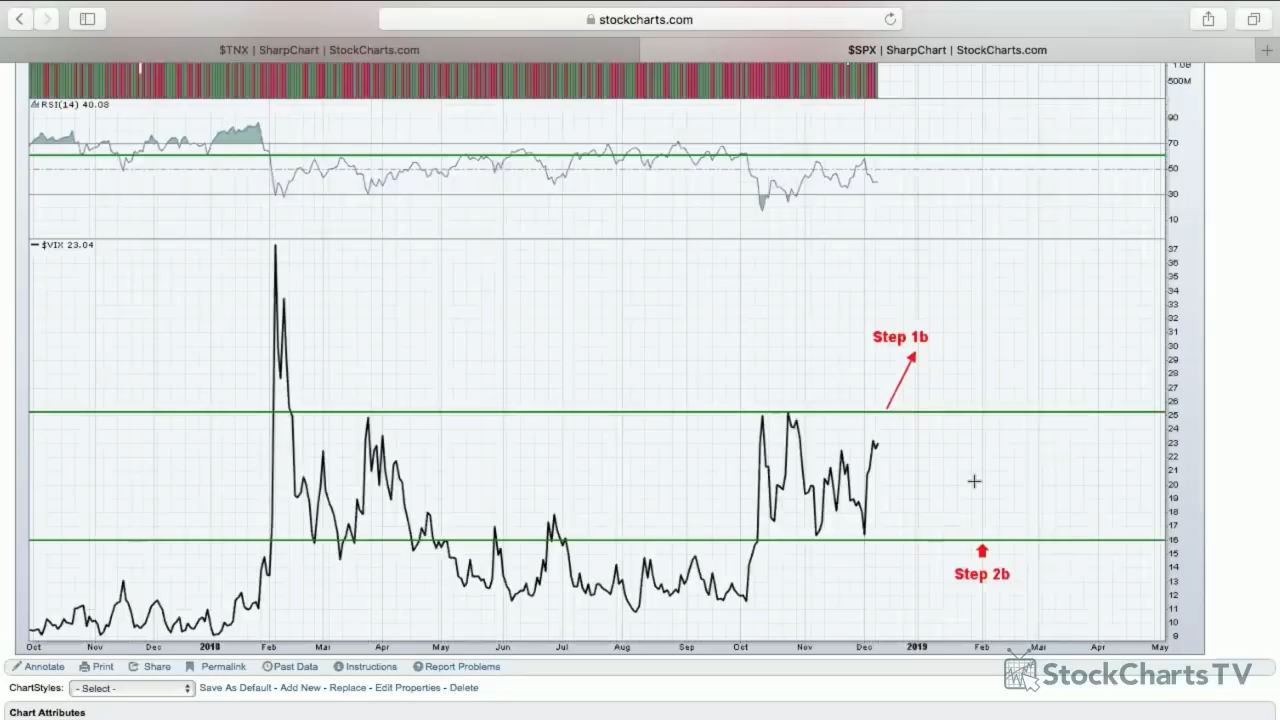 stockcharts.com
$TNX | SharpChart | StockCharts.com
$SPX | SharpChart | StockCharts.com
1.0B
500M
RSI(14) 40.08
90
70
50
30
10
$VIX 23.04
37
36
35
34
33
32
31
30
29
28
27
26
25
24
23
22
21
20
19
18
17
16
15
14
13
12
11
10
9
Step 1b
Step 2b
Oct Nov Dec 2018 Feb Mar Apr May Jun Jul Aug Sep Oct Nov Dec 2019 Feb Mar Apr May
Annotate Print Share Permalink Past Data Instructions Report Problems
StockChartsTV
ChartStyles: - Select - Save As Default - Add New - Replace - Edit Properties - Delete
Chart Attributes